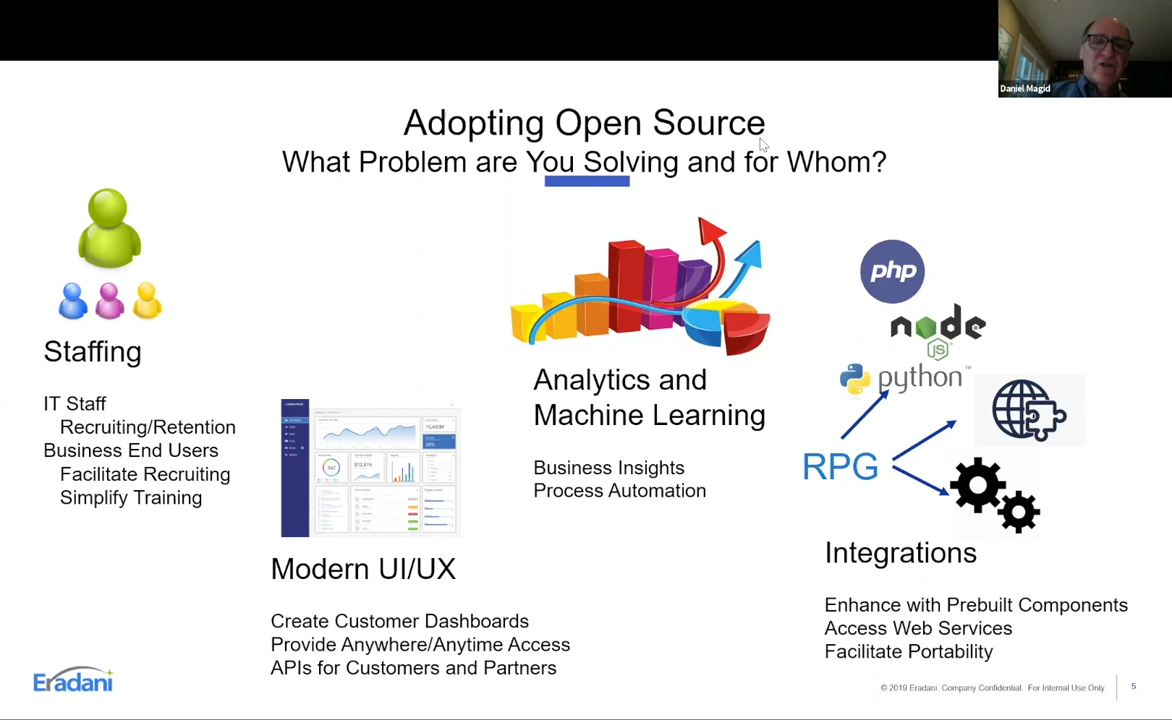 Daniel Magid
Adopting Open Source
What Problem are You Solving and for Whom?
Staffing
IT Staff
Recruiting/Retention
Business End Users
Facilitate Recruiting
Simplify Training
Modern UI/UX
Create Customer Dashboards
Provide Anywhere/Anytime Access
APIs for Customers and Partners
Analytics and
Machine Learning
Business Insights
Process Automation
php
node
JS
python™
RPG
Integrations
Enhance with Prebuilt Components
Access Web Services
Facilitate Portability
Eradani
© 2019 Eradani. Company Confidential. For Internal Use Only.
5